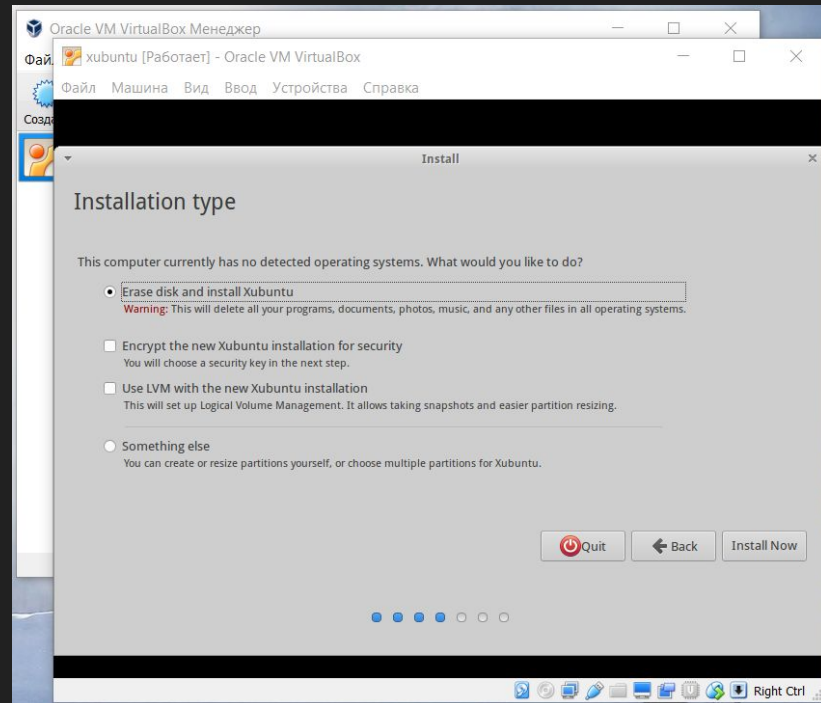 Oracle VM VirtualBox Менеджер
Фай
xubuntu [Работает] - Oracle VM VirtualBox
Файл Машина Вид Ввод Устройства Справка
Созда
Install
Installation type
This computer currently has no detected operating systems. What would you like to do?
Erase disk and install Xubuntu
Warning: This will delete all your programs, documents, photos, music, and any other files in all operating systems.
Encrypt the new Xubuntu installation for security
You will choose a security key in the next step.
Use LVM with the new Xubuntu installation
This will set up Logical Volume Management. It allows taking snapshots and easier partition resizing.
Something else
You can create or resize partitions yourself, or choose multiple partitions for Xubuntu.
Quit Back Install Now
Right Ctrl